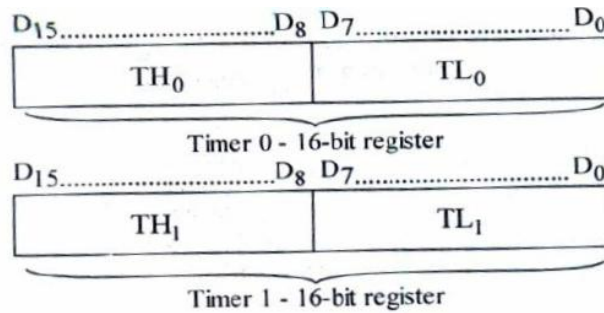 D15..............................D8 D7..............................D0
TH0 TL0
Timer 0 - 16-bit register
D15..............................D8 D7..............................D0
TH1 TL1
Timer 1 - 16-bit register